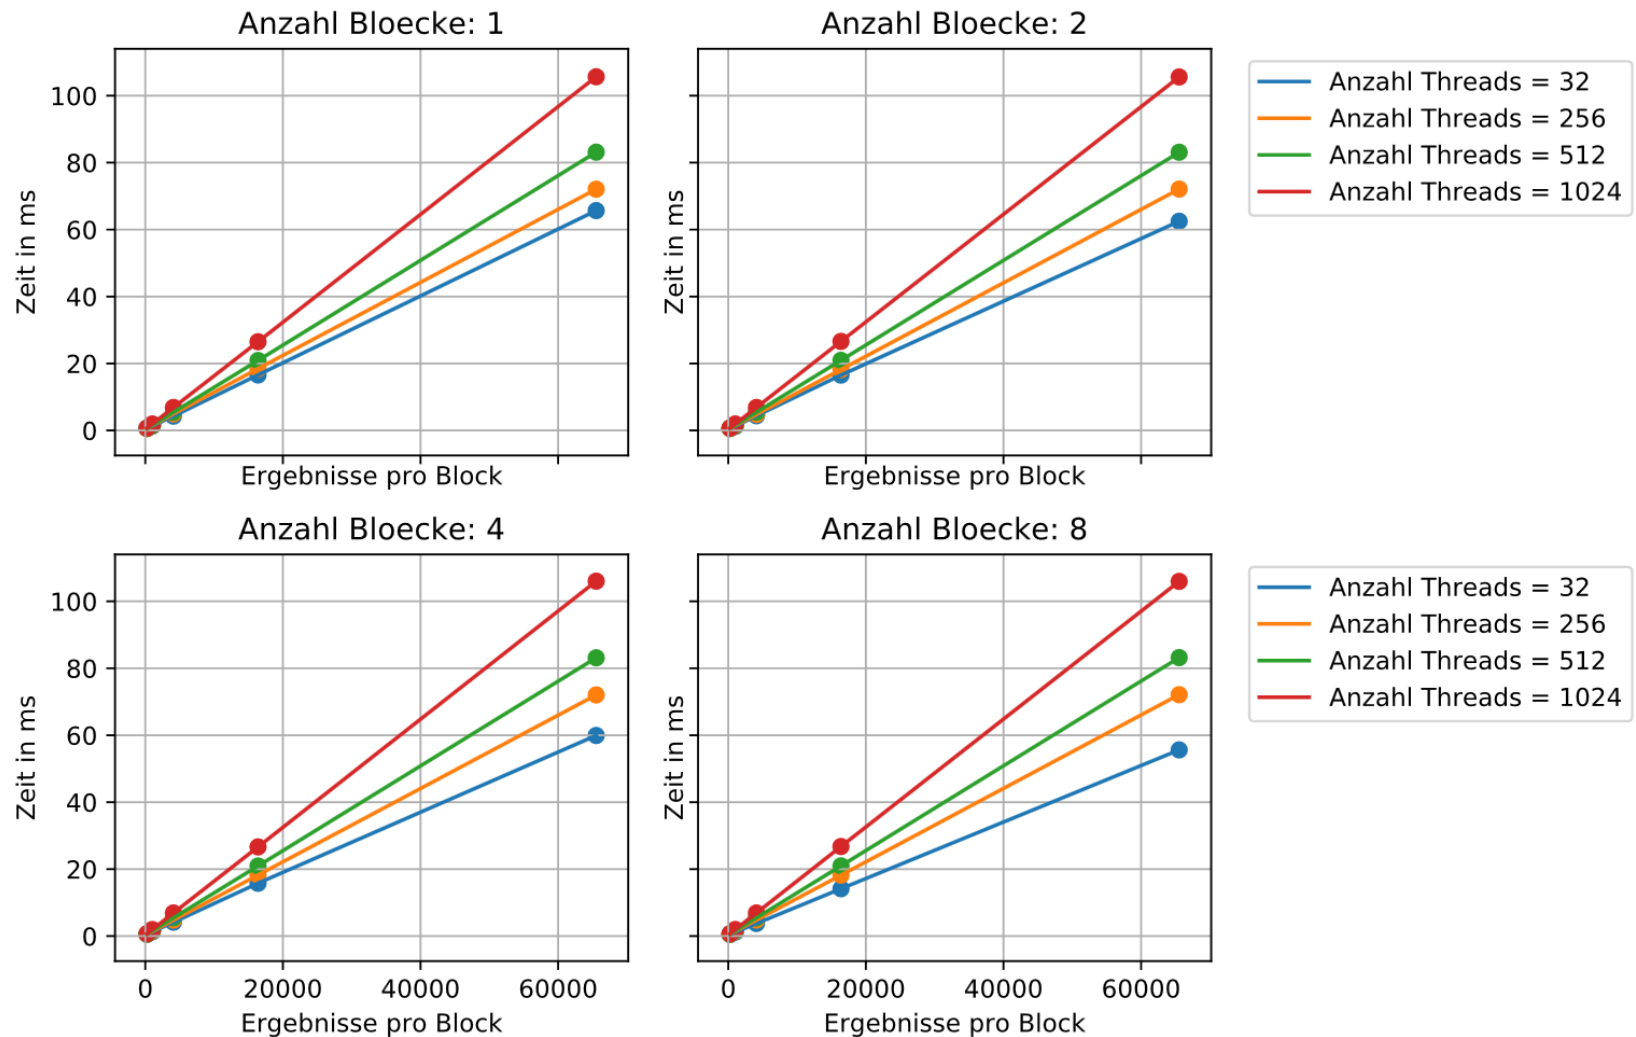 Anzahl Bloecke: 1
Zeit in ms
100
80
60
40
20
0
Ergebnisse pro Block
Anzahl Bloecke: 2
Zeit in ms
Ergebnisse pro Block
Anzahl Threads = 32
Anzahl Threads = 256
Anzahl Threads = 512
Anzahl Threads = 1024
Anzahl Bloecke: 4
Zeit in ms
100
80
60
40
20
0
0 20000 40000 60000
Ergebnisse pro Block
Anzahl Bloecke: 8
Zeit in ms
0 20000 40000 60000
Ergebnisse pro Block
Anzahl Threads = 32
Anzahl Threads = 256
Anzahl Threads = 512
Anzahl Threads = 1024